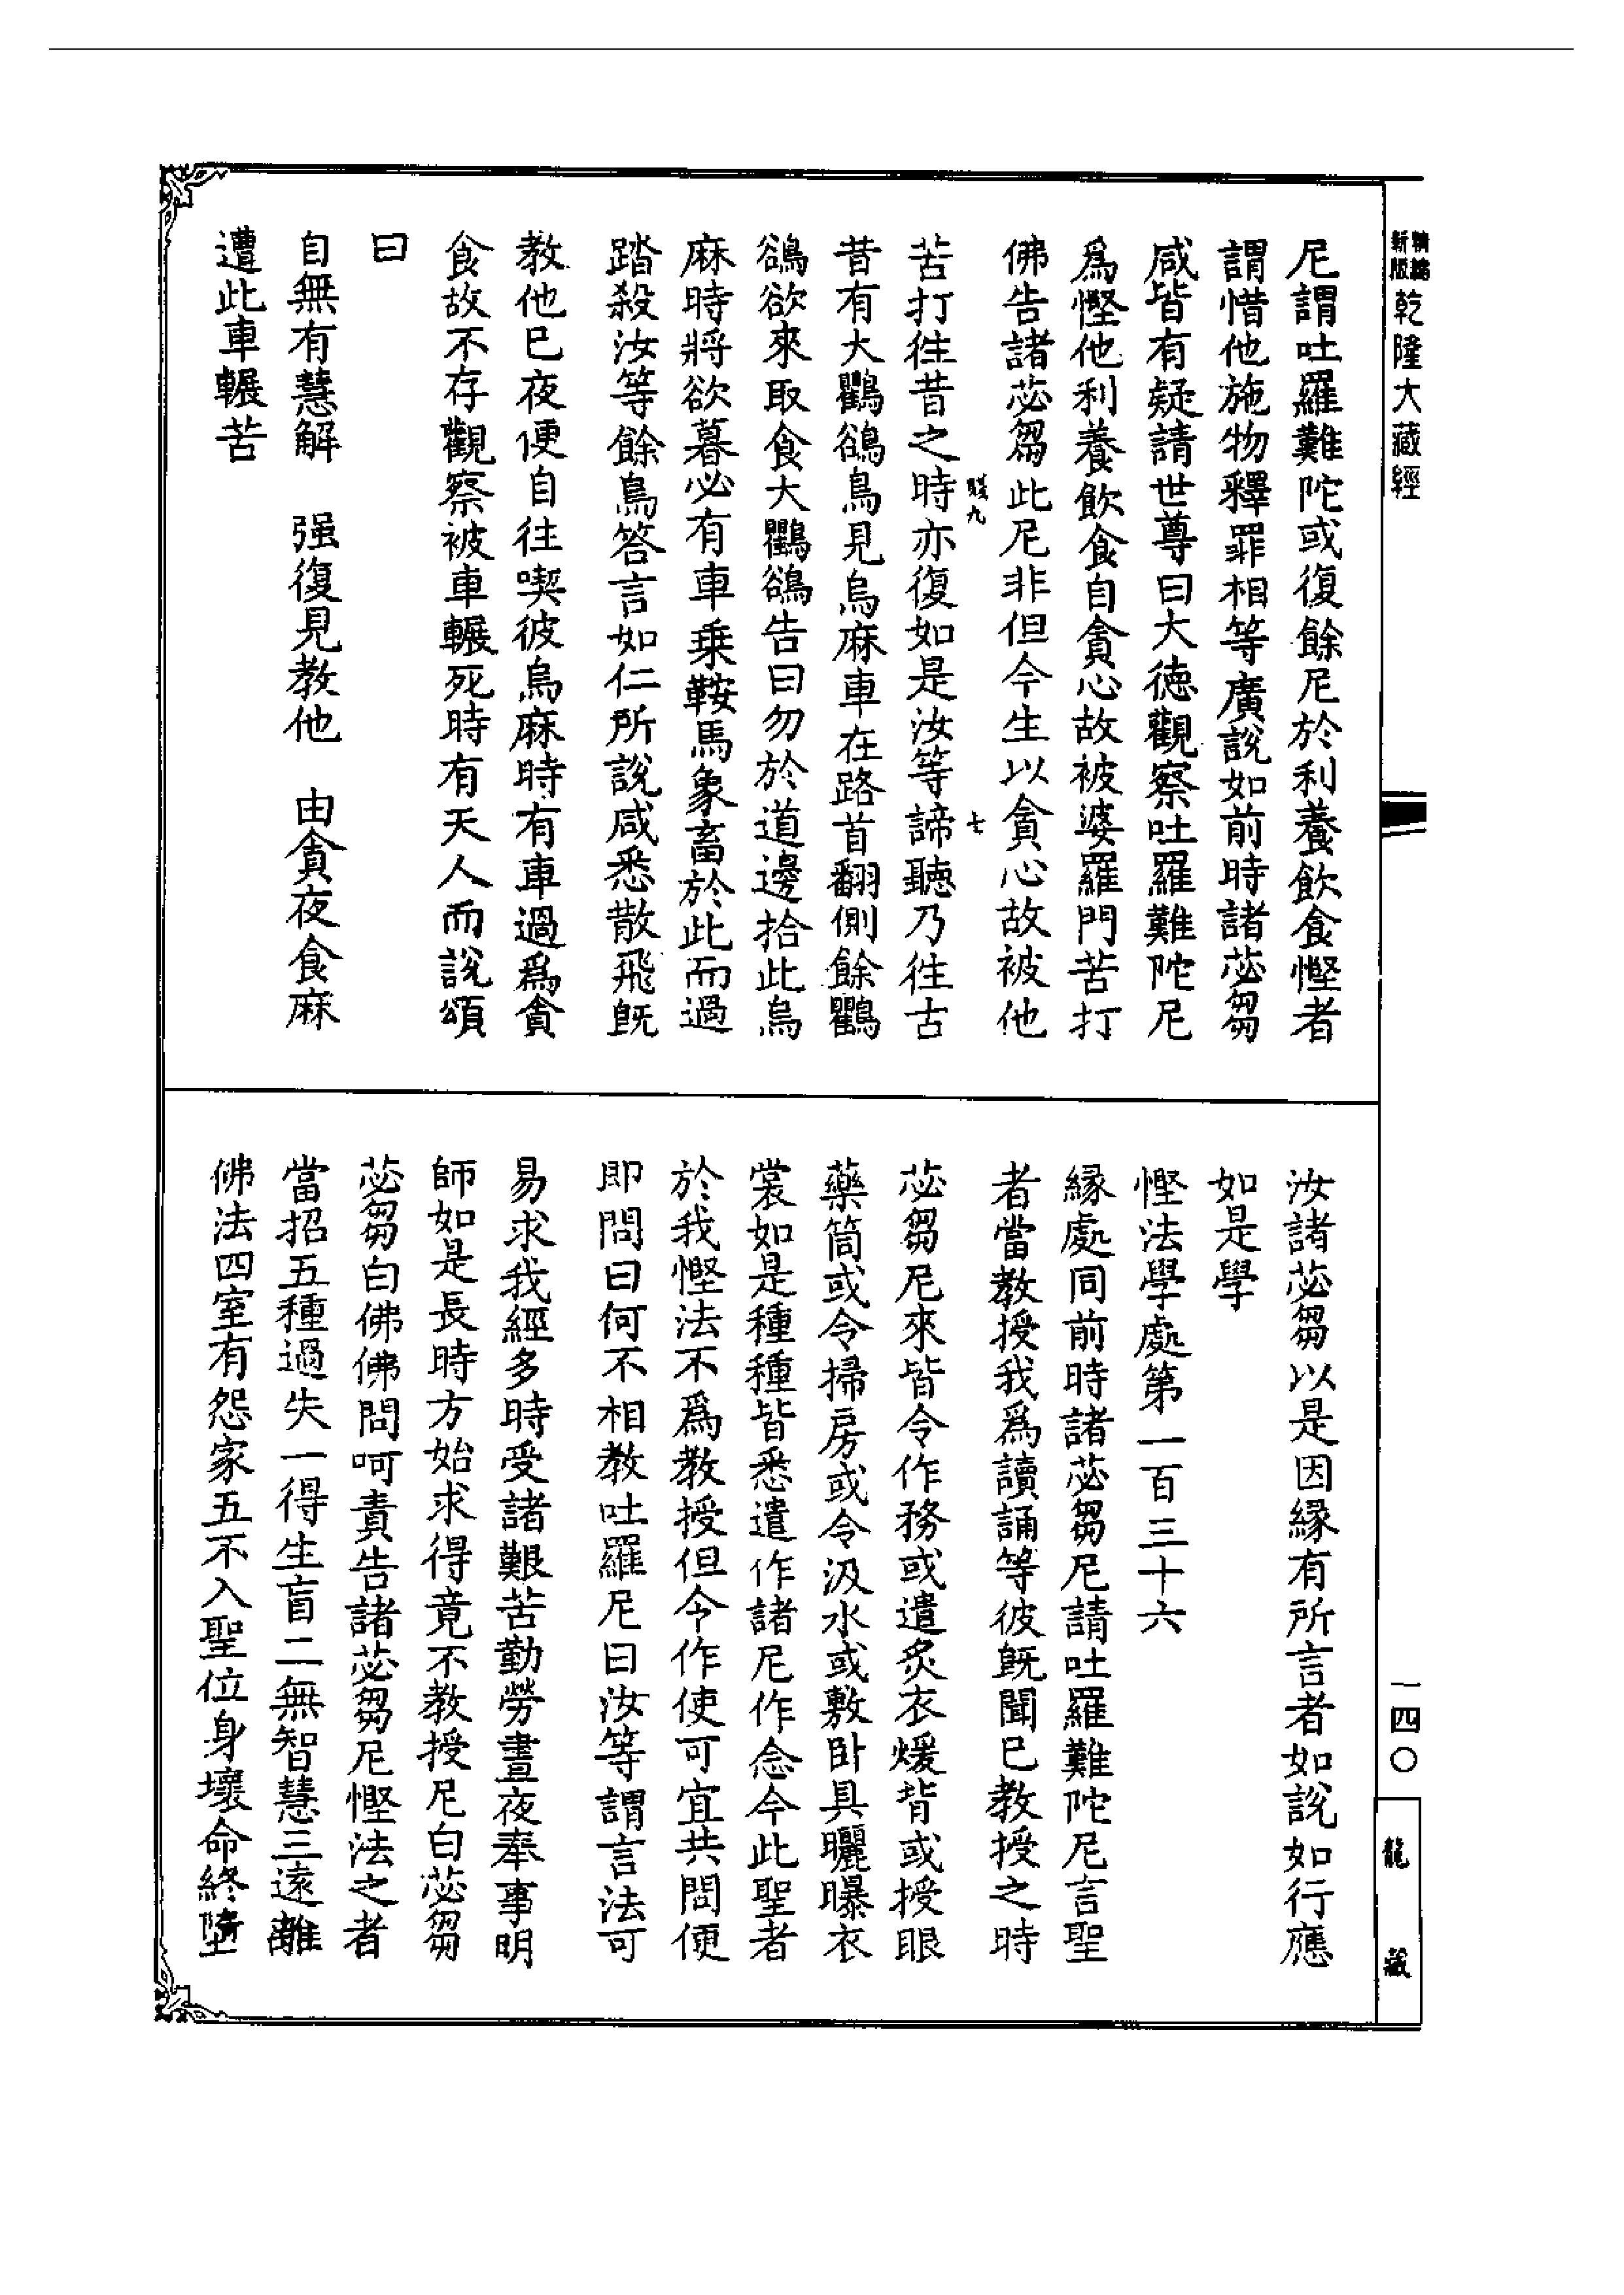 新版精編乾隆大藏經
尼謂吐羅難陀或復餘尼於利養飲食慳者
謂惜他施物釋罪相等廣說如前時諸苾芻
咸皆有疑請世尊曰大德觀察吐羅難陀尼
爲慳他利養飲食自貪心故被婆羅門苦打
佛告諸苾芻此尼非但今生以貪心故被他
九
七
苦打往昔之時亦復如是汝等諦聽乃往古
昔有大鸜鵒鳥見烏麻車在路首翻側餘鸜
鵒欲來取食大鸜鵒告曰勿於道邊拾此烏
麻時將欲暮必有車乘鞍馬象畜於此而過
踏殺汝等餘鳥答言如仁所說咸悉散飛既
教他已夜便自往喫彼烏麻時有車過爲貪
食故不存觀察被車輾死時有天人而說頌
曰
自無有慧解　强復見教他　由貪夜食麻
遭此車輾苦
汝諸苾芻以是因緣有所言者如說如行應
如是學
慳法學處第一百三十六
緣處同前時諸苾芻尼請吐羅難陀尼言聖
者當教授我爲讀誦等彼既聞已教授之時
苾芻尼來皆令作務或遣炙衣煖背或授眼
藥筒或令掃房或令汲水或敷卧具曬曝衣
裳如是種種皆悉遣作諸尼作念今此聖者
於我慳法不爲教授但令作使可宜共問便
即問曰何不相教吐羅尼曰汝等謂言法可
易求我經多時受諸艱苦勤勞晝夜奉事明
師如是長時方始求得竟不教授尼白苾芻
苾芻白佛佛問呵責告諸苾芻尼慳法之者
當招五種過失一得生盲二無智慧三遠離
佛法四室有怨家五不入聖位身壞命終墮
一四〇
龍藏